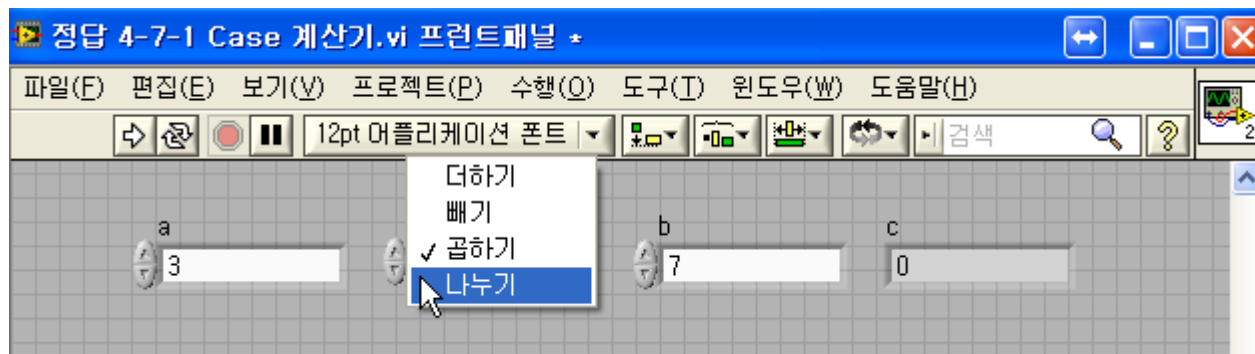 정답 4-7-1 Case 계산기.vi 프런트패널 *
파일(F) 편집(E) 보기(V) 프로젝트(P) 수행(O) 도구(T) 윈도우(W) 도움말(H)
12pt 어플리케이션 폰트 검색 ?
2
더하기
빼기
a b c
✓ 곱하기
3 7 0
나누기